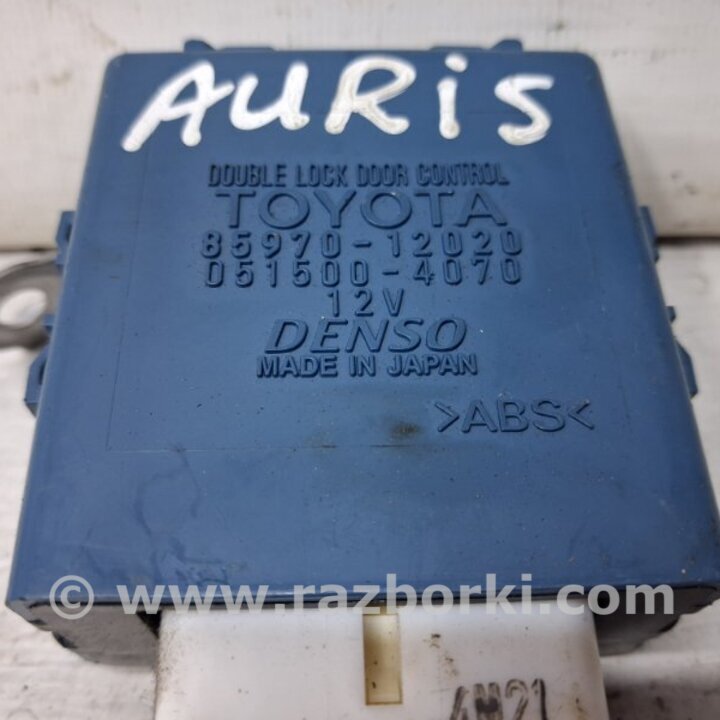 AURiS
DOUBLE LOCK DOOR CONTROL
TOYOTA
85970-12020
051500-4070
12V
DENSO
MADE IN JAPAN
>ABS<
© www.razborki.com
4M21